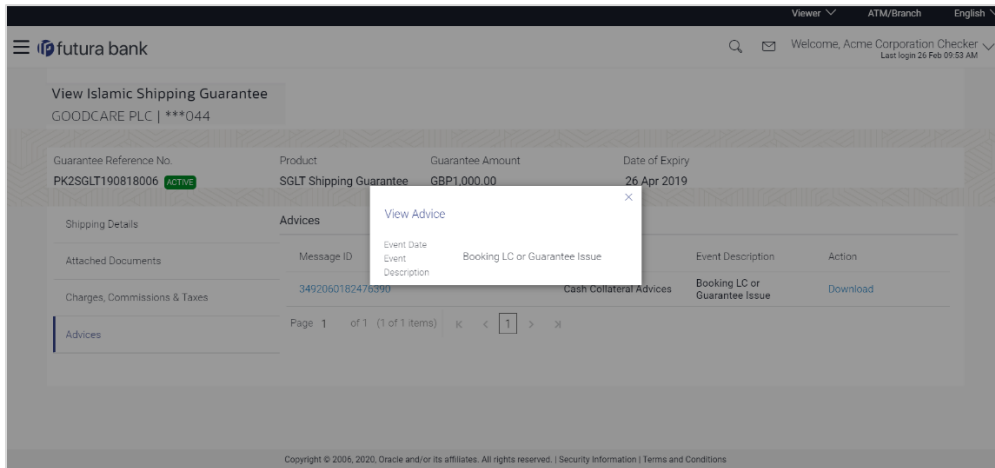 Viewer ATM/Branch English
futura bank
Welcome, Acme Corporation Checker
Last login 26 Feb 09:53 AM
View Islamic Shipping Guarantee
GOODCARE PLC | ***044
Guarantee Reference No. Product Guarantee Amount Date of Expiry
PK2SGLT190818006 ACTIVE SGLT Shipping Guarantee GBP1,000.00 26 Apr 2019
Shipping Details
Attached Documents
Charges, Commissions & Taxes
Advices
Advices
Message ID Event Description Action
3492060182476390 Cash Collateral Advices Booking LC or Guarantee Issue Download
Page 1 of 1 (1 of 1 items) K < 1 > >|
View Advice
Event Date
Event Description Booking LC or Guarantee Issue
Copyright © 2006, 2020, Oracle and/or its affiliates. All rights reserved. | Security Information | Terms and Conditions